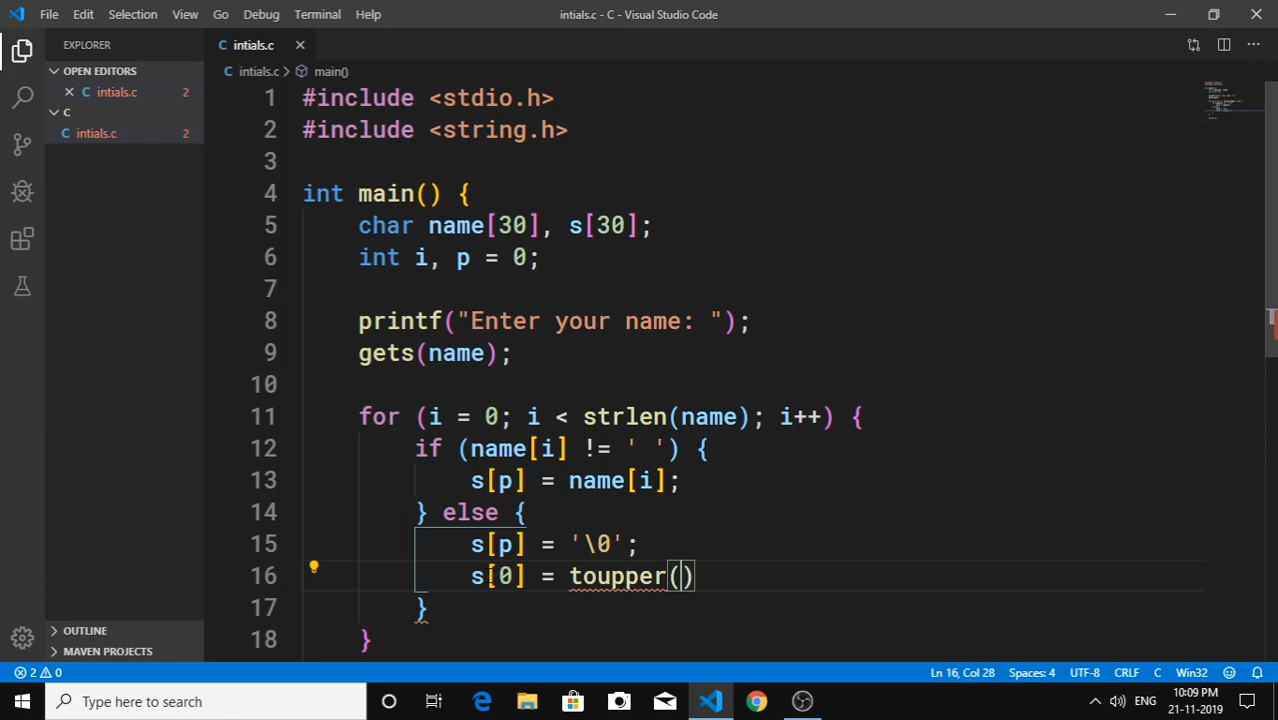 File Edit Selection View Go Debug Terminal Help
intials.c - C - Visual Studio Code
EXPLORER
intials.c
OPEN EDITORS
intials.c > main()
intials.c 2
C
intials.c 2
1 #include <stdio.h>
2 #include <string.h>
3
4 int main() {
5 char name[30], s[30];
6 int i, p = 0;
7
8 printf("Enter your name: ");
9 gets(name);
10
11 for (i = 0; i < strlen(name); i++) {
12 if (name[i] != ' ') {
13 s[p] = name[i];
14 } else {
15 s[p] = '\0';
16 s[0] = toupper()
17 }
18 }
OUTLINE
MAVEN PROJECTS
2 0
Ln 16, Col 28 Spaces: 4 UTF-8 CRLF C Win32
Type here to search
ENG
10:09 PM
21-11-2019